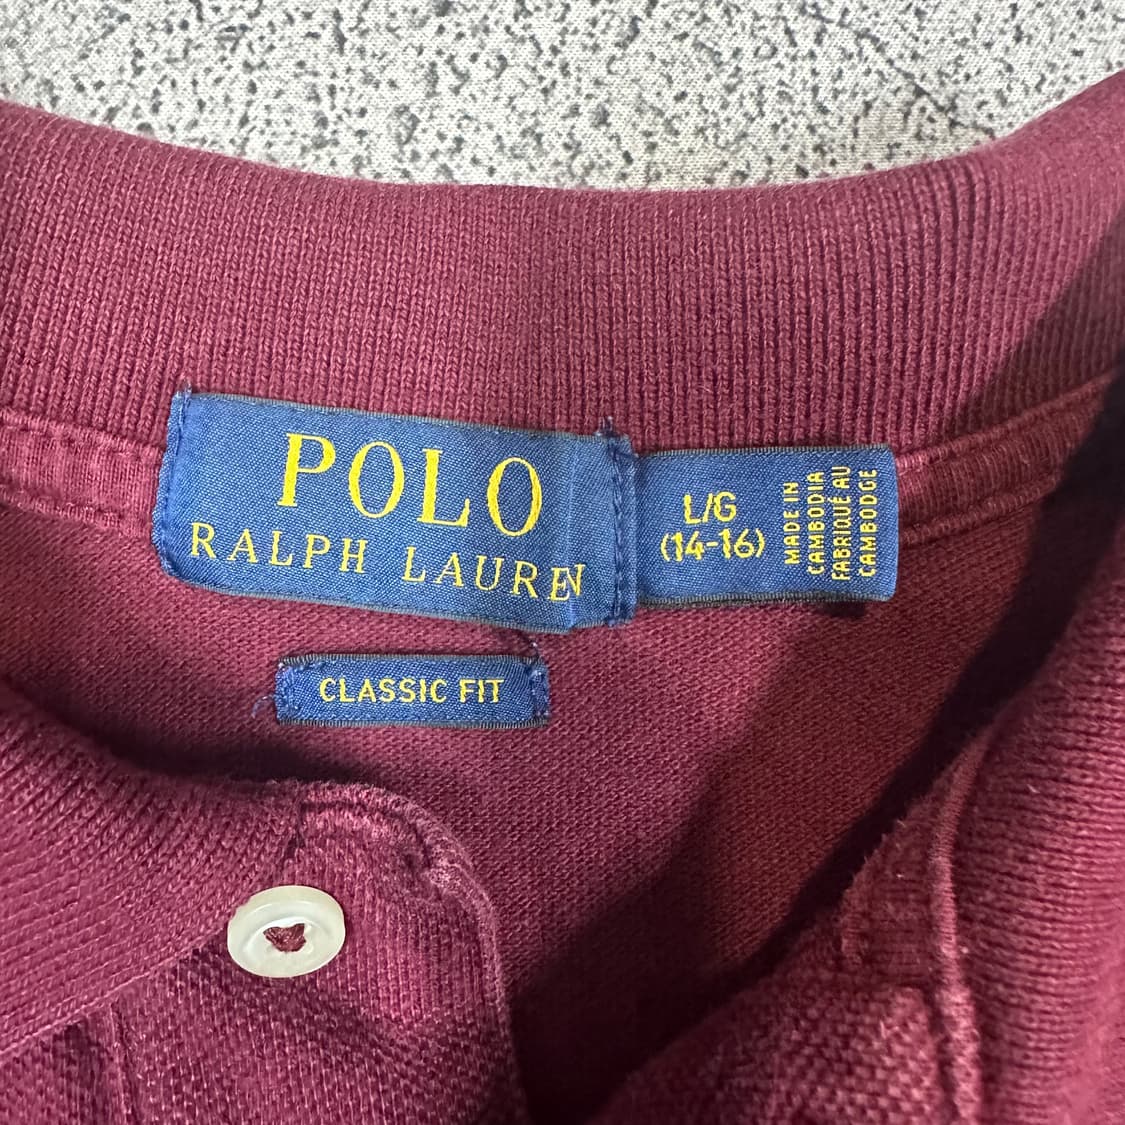 POLO
RALPH LAUREN
L/G
(14-16)
MADE IN
CAMBODIA
FABRIQUÉ AU
CAMBODGE
CLASSIC FIT